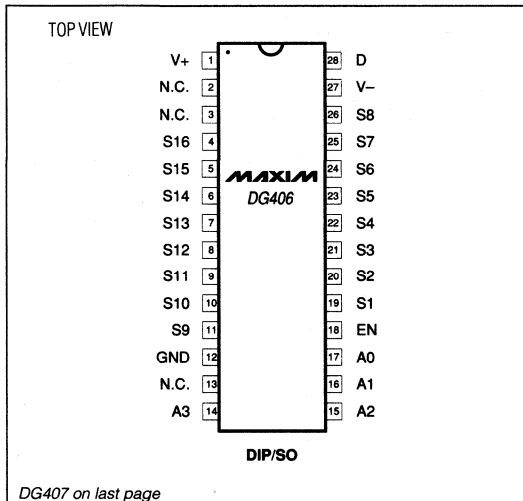 TOP VIEW
V+ 1 28 D
N.C. 2 27 V–
N.C. 3 26 S8
S16 4 25 S7
S15 5 24 S6
S14 6 MAXIM 23 S5
S13 7 DG406 22 S4
S12 8 21 S3
S11 9 20 S2
S10 10 19 S1
S9 11 18 EN
GND 12 17 A0
N.C. 13 16 A1
A3 14 15 A2
DIP/SO
DG407 on last page